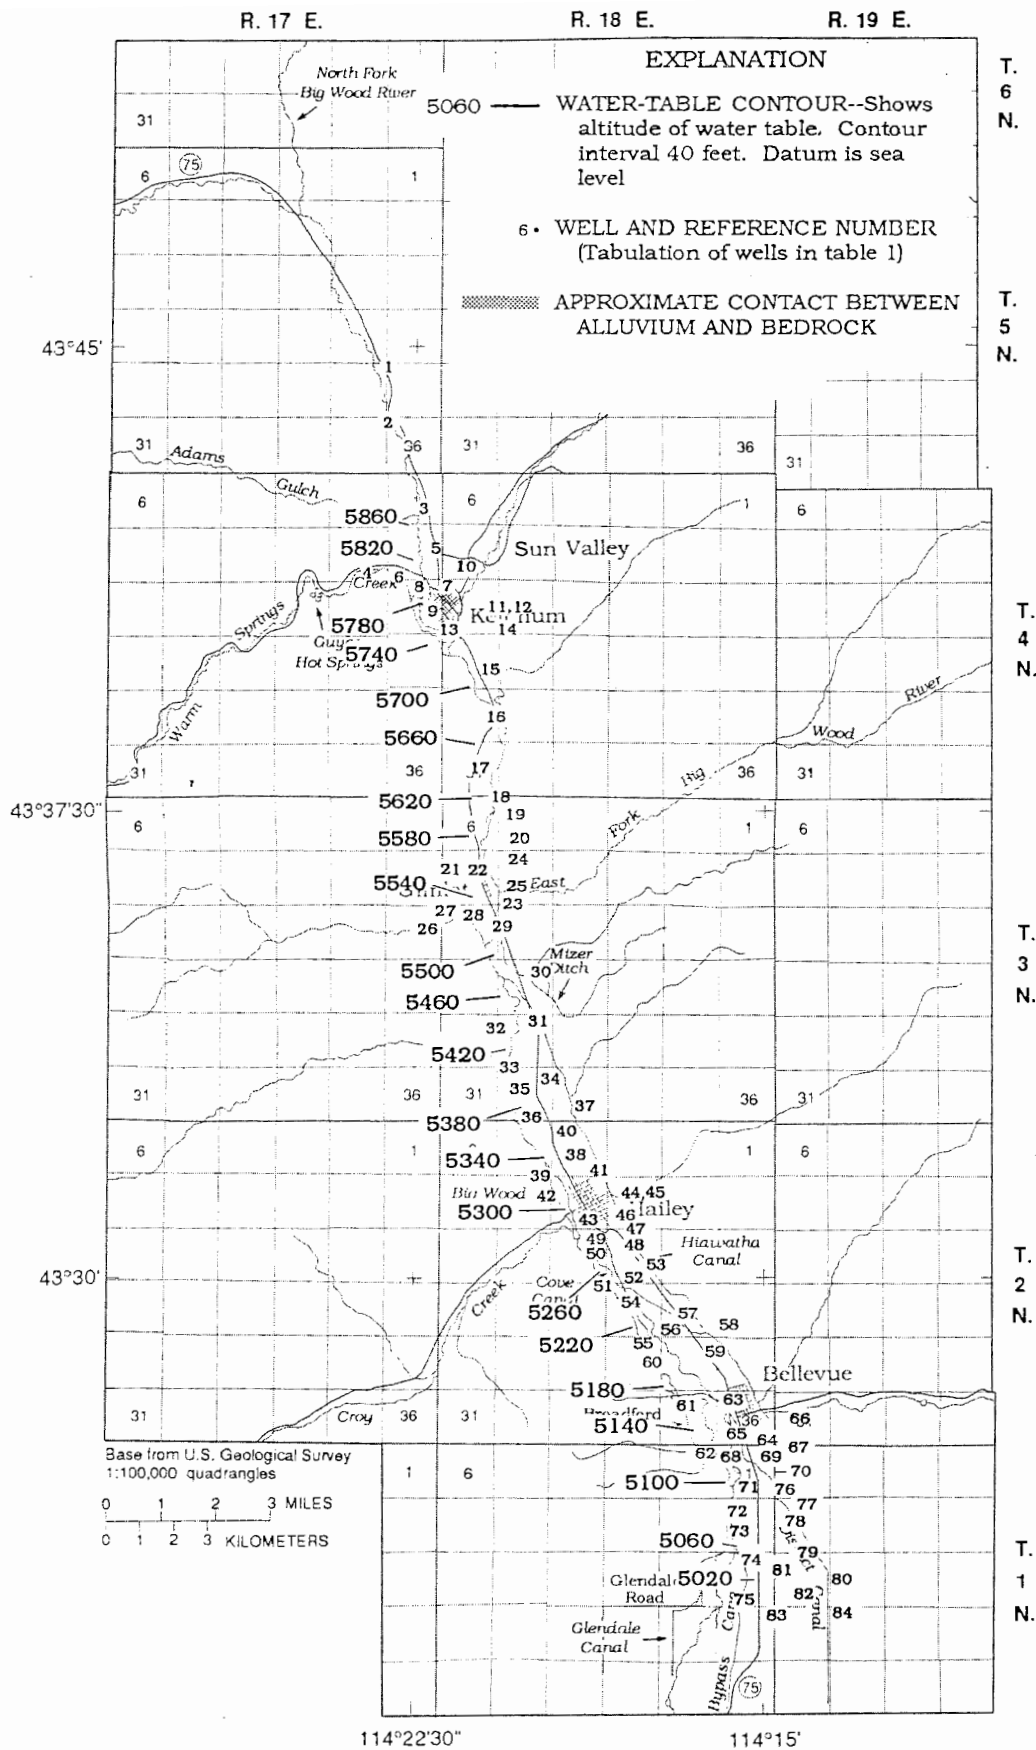 R. 17 E.
R. 18 E.
R. 19 E.
EXPLANATION
5060
WATER-TABLE CONTOUR--Shows
altitude of water table. Contour
interval 40 feet. Datum is sea
level
6
WELL AND REFERENCE NUMBER
(Tabulation of wells in table 1)
APPROXIMATE CONTACT BETWEEN
ALLUVIUM AND BEDROCK
T.
6
N.
T.
5
N.
T.
4
N.
T.
3
N.
T.
2
N.
T.
1
N.
North Fork
Big Wood River
31
75
6
1
43°45'
1
2
31
36
31
36
31
Adams
Gulch
6
3
6
1
6
5860
5820
5
10
Sun Valley
4
6
8
7
Creek
9
11,12
5780
13
14
Hot Springs
5740
Springs
Warm
15
5700
16
5660
River
Wood
Big
Fork
31
1
36
17
36
31
43°37'30"
5620
18
19
6
5580
6
20
1
6
21
22
24
5540
25
East
23
27
28
26
29
5500
30
Mizer
5460
31
32
5420
33
34
35
31
36
31
37
36
31
5380
36
40
6
1
5340
38
1
6
39
41
Big Wood
42
44,45
5300
43
46
47
49
48
Hiawatha
Canal
50
53
43°30'
Cove
51
52
5260
54
Creek
57
58
5220
55
56
59
60
Bellevue
5180
61
63
31
Croy
36
31
5140
36
66
65
64
62
68
67
69
Base from U.S. Geological Survey
1:100,000 quadrangles
1
6
5100
1
70
71
76
0 1 2 3 MILES
0 1 2 3 KILOMETERS
72
77
73
78
5060
74
79
81
80
5020
Road
75
82
83
84
Canal
Glendale
Canal
Bypass
75
114°22'30"
114°15'